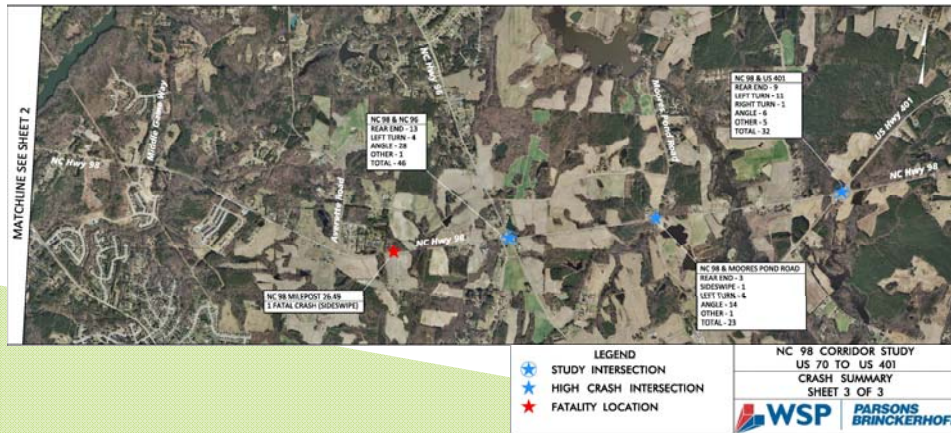 MATCHLINE SEE SHEET 2
NC Hwy 98
Middle Game Way
NC Hwy 98
Moores Pond Road
US Hwy 401
NC Hwy 98
Averette Road
NC Hwy 98
NC 98 & NC 96
REAR END - 13
LEFT TURN - 4
ANGLE - 28
OTHER - 1
TOTAL - 46
NC 98 & US 401
REAR END - 9
LEFT TURN - 11
RIGHT TURN - 1
ANGLE - 6
OTHER - 5
TOTAL - 32
NC 98 MILEPOST 26.49
1 FATAL CRASH (SIDESWIPE)
NC 98 & MOORES POND ROAD
REAR END - 3
SIDESWIPE - 1
LEFT TURN - 4
ANGLE - 14
OTHER - 1
TOTAL - 23
LEGEND
STUDY INTERSECTION
HIGH CRASH INTERSECTION
FATALITY LOCATION
NC 98 CORRIDOR STUDY
US 70 TO US 401
CRASH SUMMARY
SHEET 3 OF 3
WSP
PARSONS
BRINCKERHOF